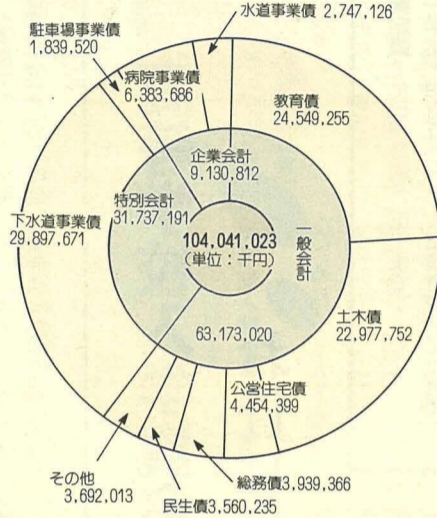 水道事業債 2,747,126
駐車場事業債
1,839,520
病院事業債
6,383,686
教育債
24,549,255
企業会計
9,130,812
特別会計
31,737,191
下水道事業債
29,897,671
104,041,023
(単位:千円)
一般会計
63,173,020
土木債
22,977,752
公営住宅債
4,454,399
その他
3,692,013
民生債3,560,235
総務債3,939,366